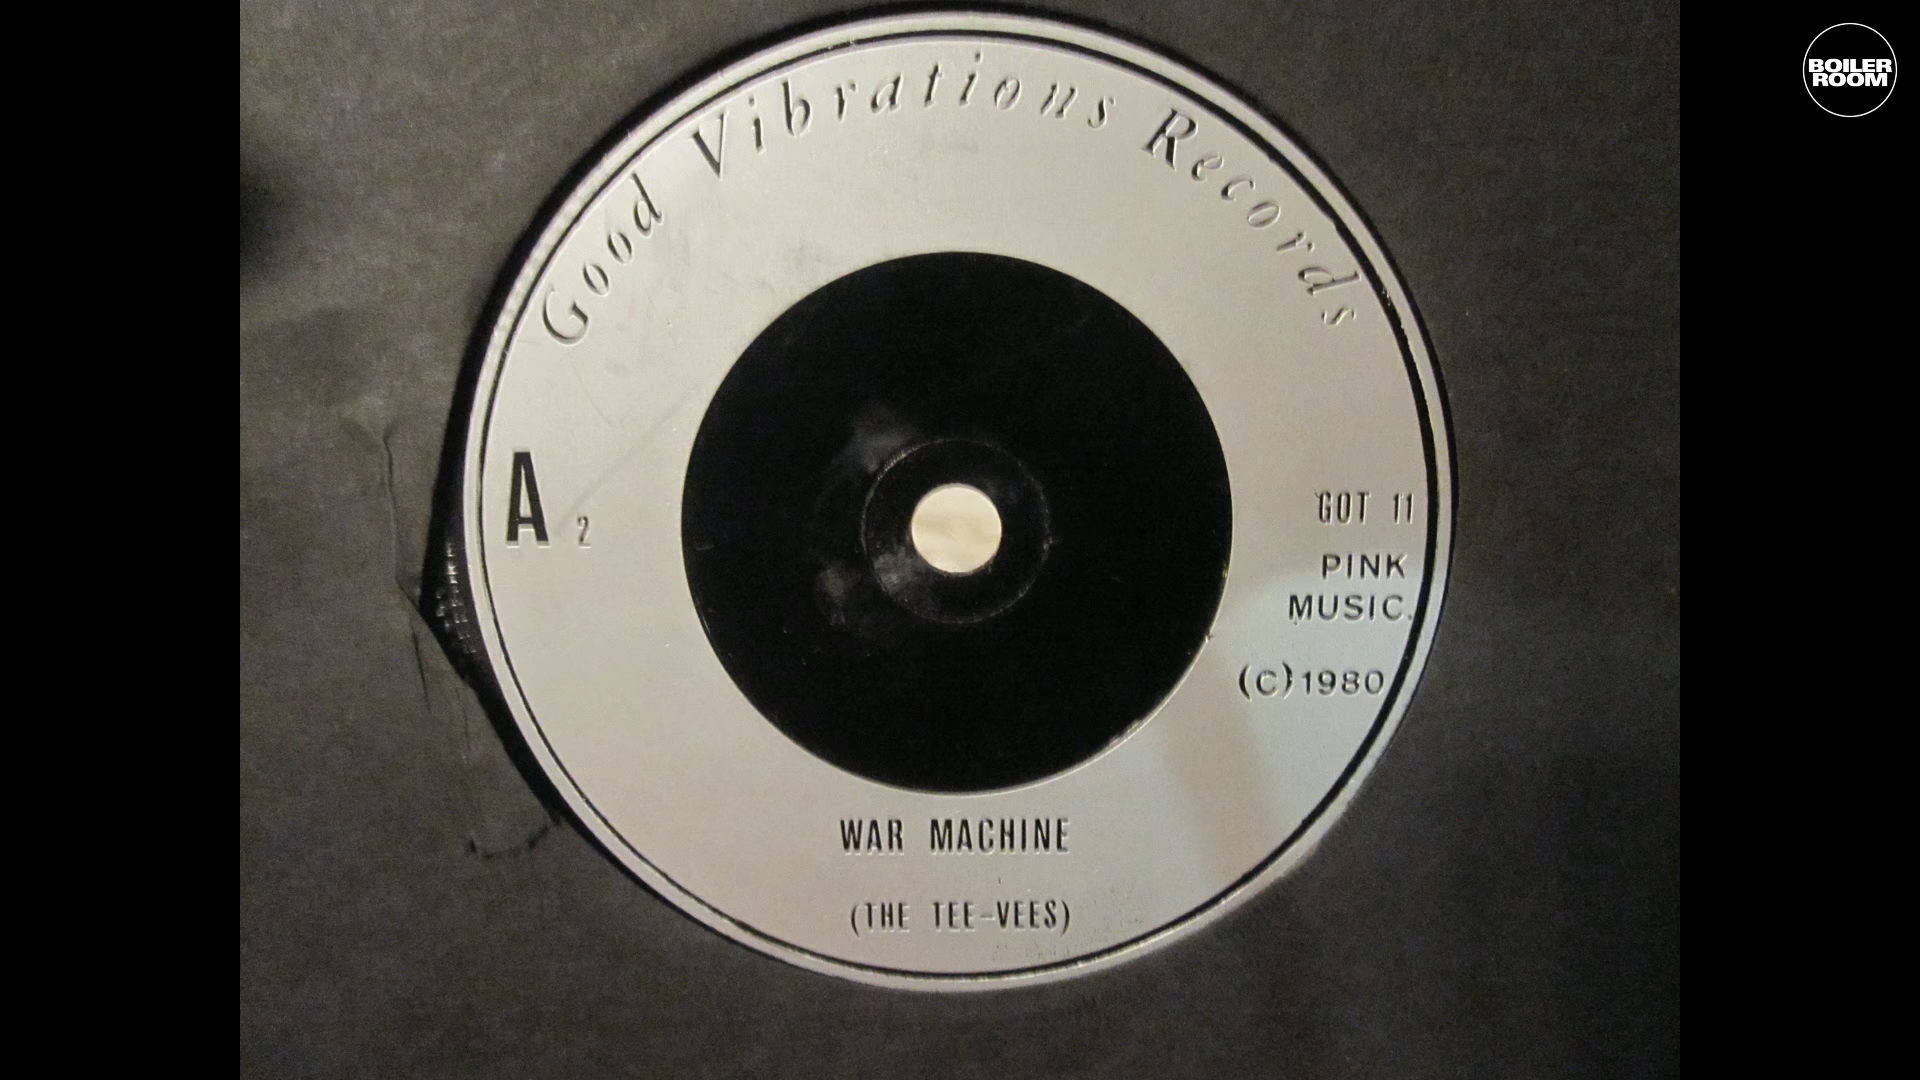 BOILER
ROOM
Good Vibrations Records
A 2
GOT 11
PINK
MUSIC.
(C)1980
WAR MACHINE
(THE TEE-VEES)